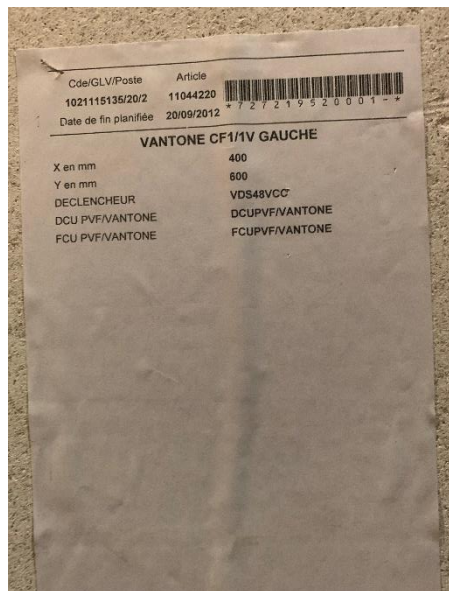 Cde/GLV/Poste Article
1021115135/20/2 11044220
*727219520001-*
Date de fin planifiée 20/09/2012
VANTONE CF1/1V GAUCHE
X en mm 400
Y en mm 600
DECLENCHEUR VDS48VCC
DCU PVF/VANTONE DCUPVF/VANTONE
FCU PVF/VANTONE FCUPVF/VANTONE